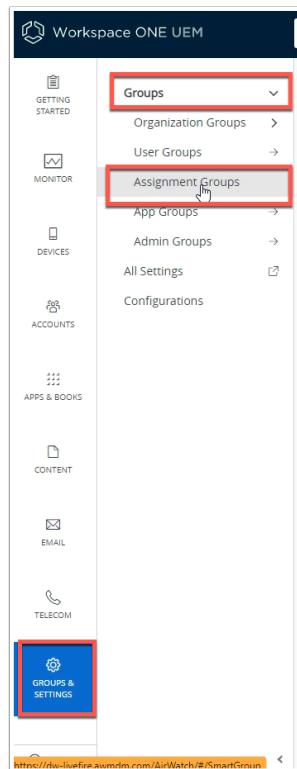 Workspace ONE UEM
GETTING
STARTED
MONITOR
DEVICES
ACCOUNTS
APPS & BOOKS
CONTENT
EMAIL
TELECOM
GROUPS &
SETTINGS
Groups
Organization Groups
User Groups
Assignment Groups
App Groups
Admin Groups
All Settings
Configurations
https://dw-livefire.awmdm.com/AirWatch/#/SmartGroup